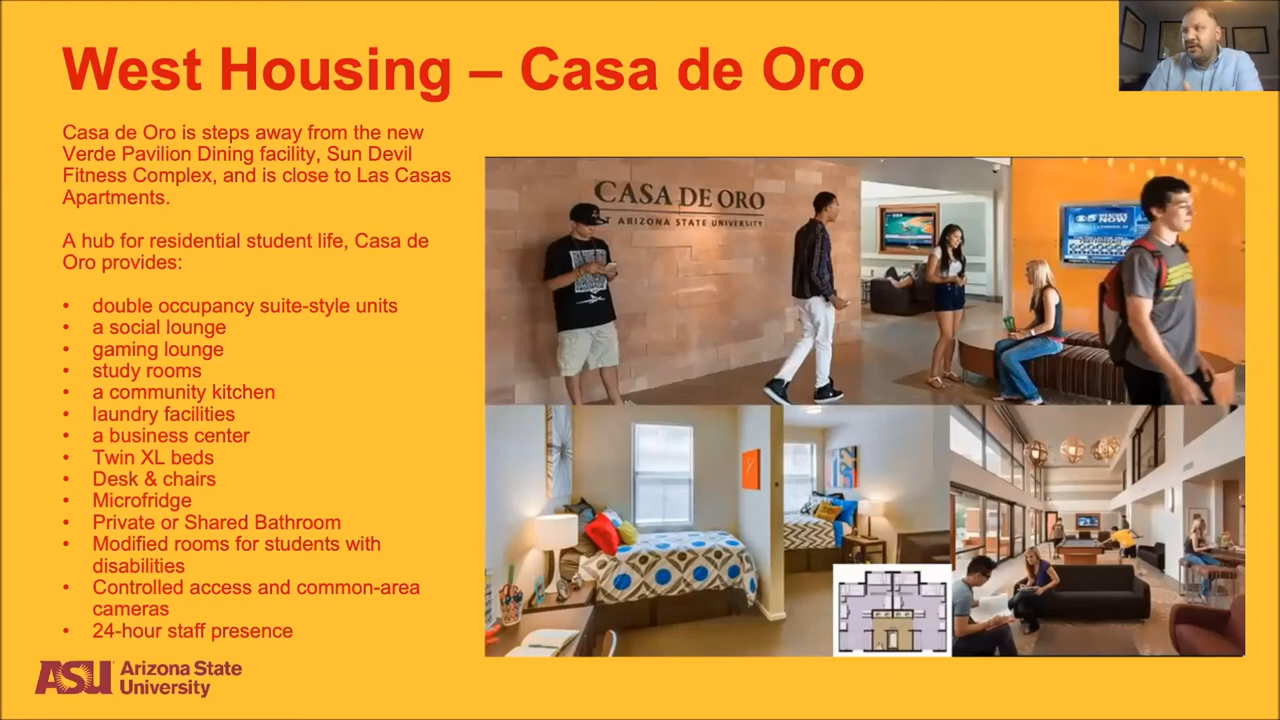 West Housing – Casa de Oro
Casa de Oro is steps away from the new
Verde Pavilion Dining facility, Sun Devil
Fitness Complex, and is close to Las Casas
Apartments.
A hub for residential student life, Casa de
Oro provides:
• double occupancy suite-style units
• a social lounge
• gaming lounge
• study rooms
• a community kitchen
• laundry facilities
• a business center
• Twin XL beds
• Desk & chairs
• Microfridge
• Private or Shared Bathroom
• Modified rooms for students with
disabilities
• Controlled access and common-area
cameras
• 24-hour staff presence
CASA DE ORO
ARIZONA STATE UNIVERSITY
NOW
ASU Arizona State
University